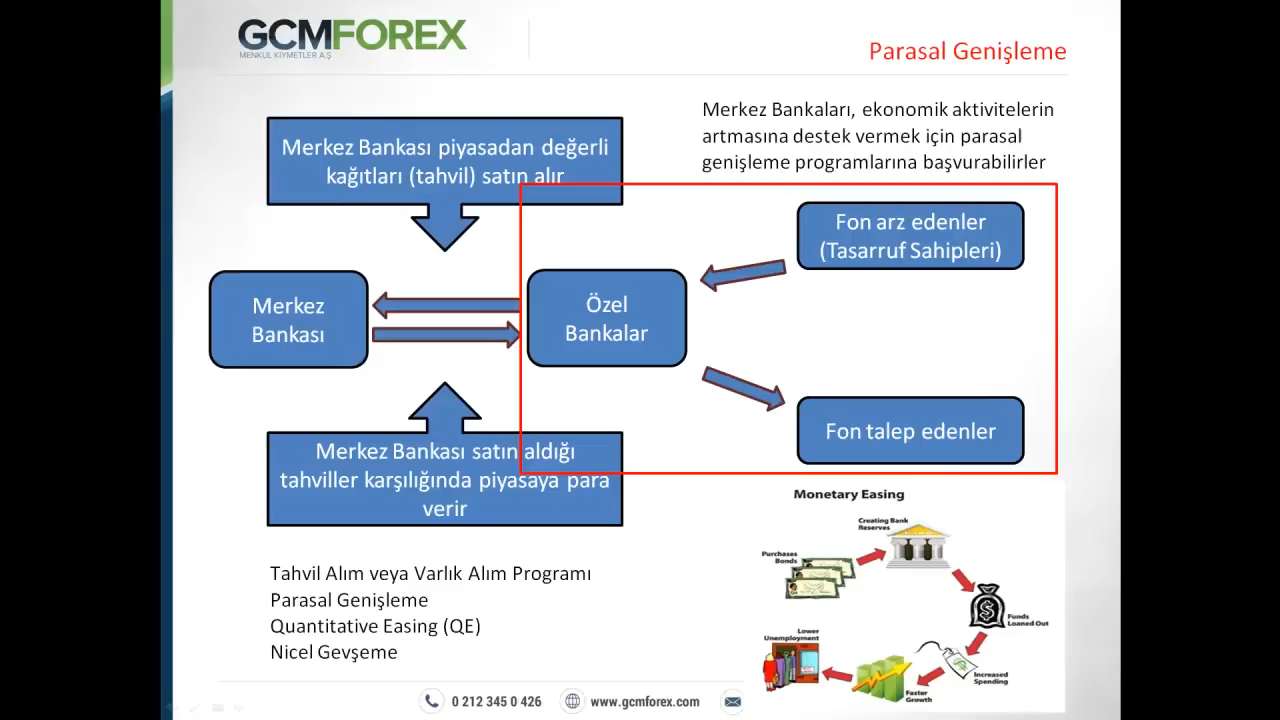 GCMFOREX
MENKUL KIYMETLER A.Ş
Parasal Genişleme
Merkez Bankaları, ekonomik aktivitelerin
artmasına destek vermek için parasal
genişleme programlarına başvurabilirler
Merkez Bankası piyasadan değerli
kağıtları (tahvil) satın alır
Fon arz edenler
(Tasarruf Sahipleri)
Merkez
Bankası
Özel
Bankalar
Fon talep edenler
Merkez Bankası satın aldığı
tahviller karşılığında piyasaya para
verir
Monetary Easing
Creating Bank
Reserves
Purchases
Bonds
Funds
Loaned Out
Increased
Spending
Faster
Growth
Lower
Unemployment
Tahvil Alım veya Varlık Alım Programı
Parasal Genişleme
Quantitative Easing (QE)
Nicel Gevşeme
0 212 345 0 426
www.gcmforex.com